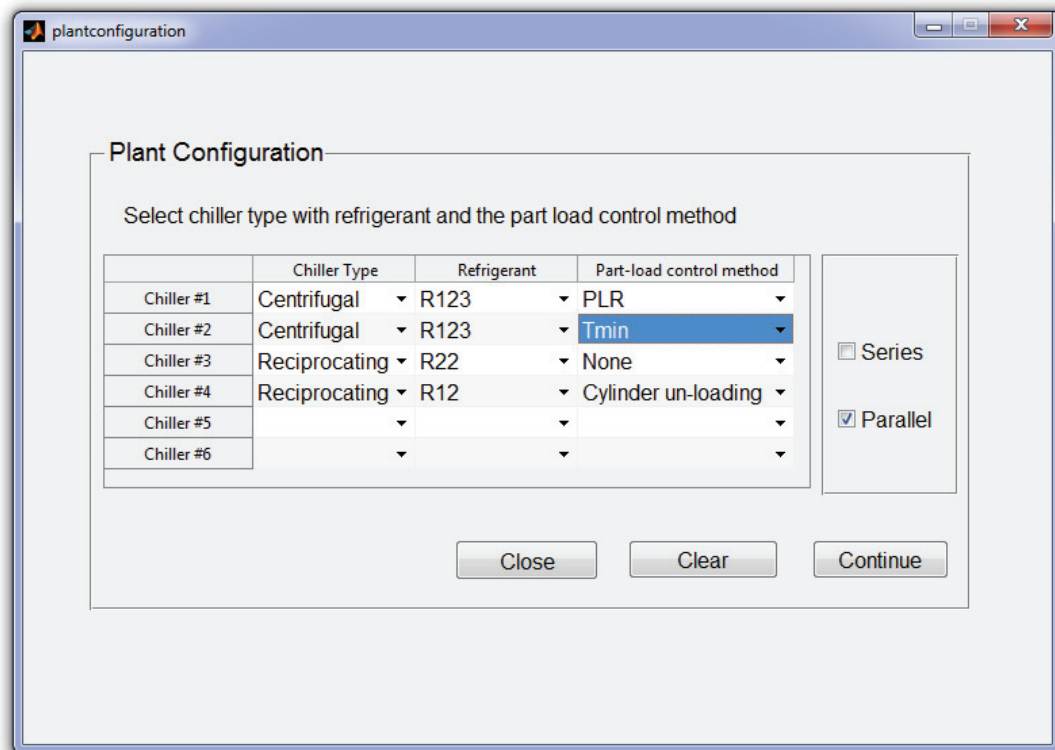 plantconfiguration
Plant Configuration
Select chiller type with refrigerant and the part load control method
Chiller Type Refrigerant Part-load control method
Chiller #1 Centrifugal R123 PLR
Chiller #2 Centrifugal R123 Tmin
Chiller #3 Reciprocating R22 None
Chiller #4 Reciprocating R12 Cylinder un-loading
Chiller #5
Chiller #6
Series
Parallel
Close Clear Continue